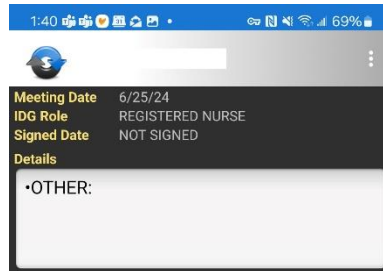 1:40 69%
Meeting Date 6/25/24
IDG Role REGISTERED NURSE
Signed Date NOT SIGNED
Details
•OTHER: